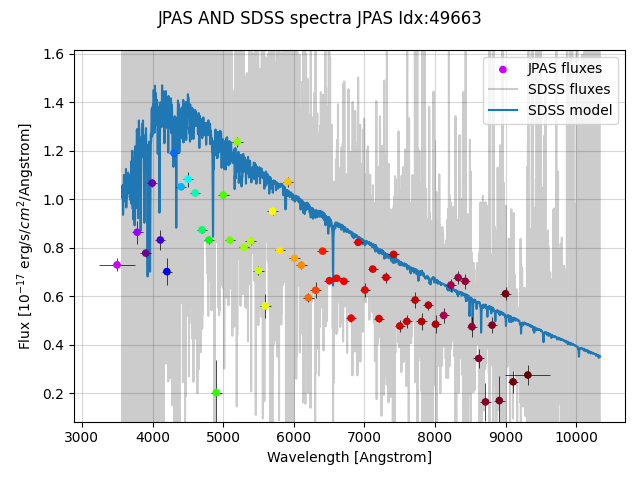 JPAS AND SDSS spectra JPAS Idx:49663
JPAS fluxes
SDSS fluxes
SDSS model
Flux [10⁻¹⁷ erg/s/cm²/Angstrom]
1.6
1.4
1.2
1.0
0.8
0.6
0.4
0.2
3000 4000 5000 6000 7000 8000 9000 10000
Wavelength [Angstrom]